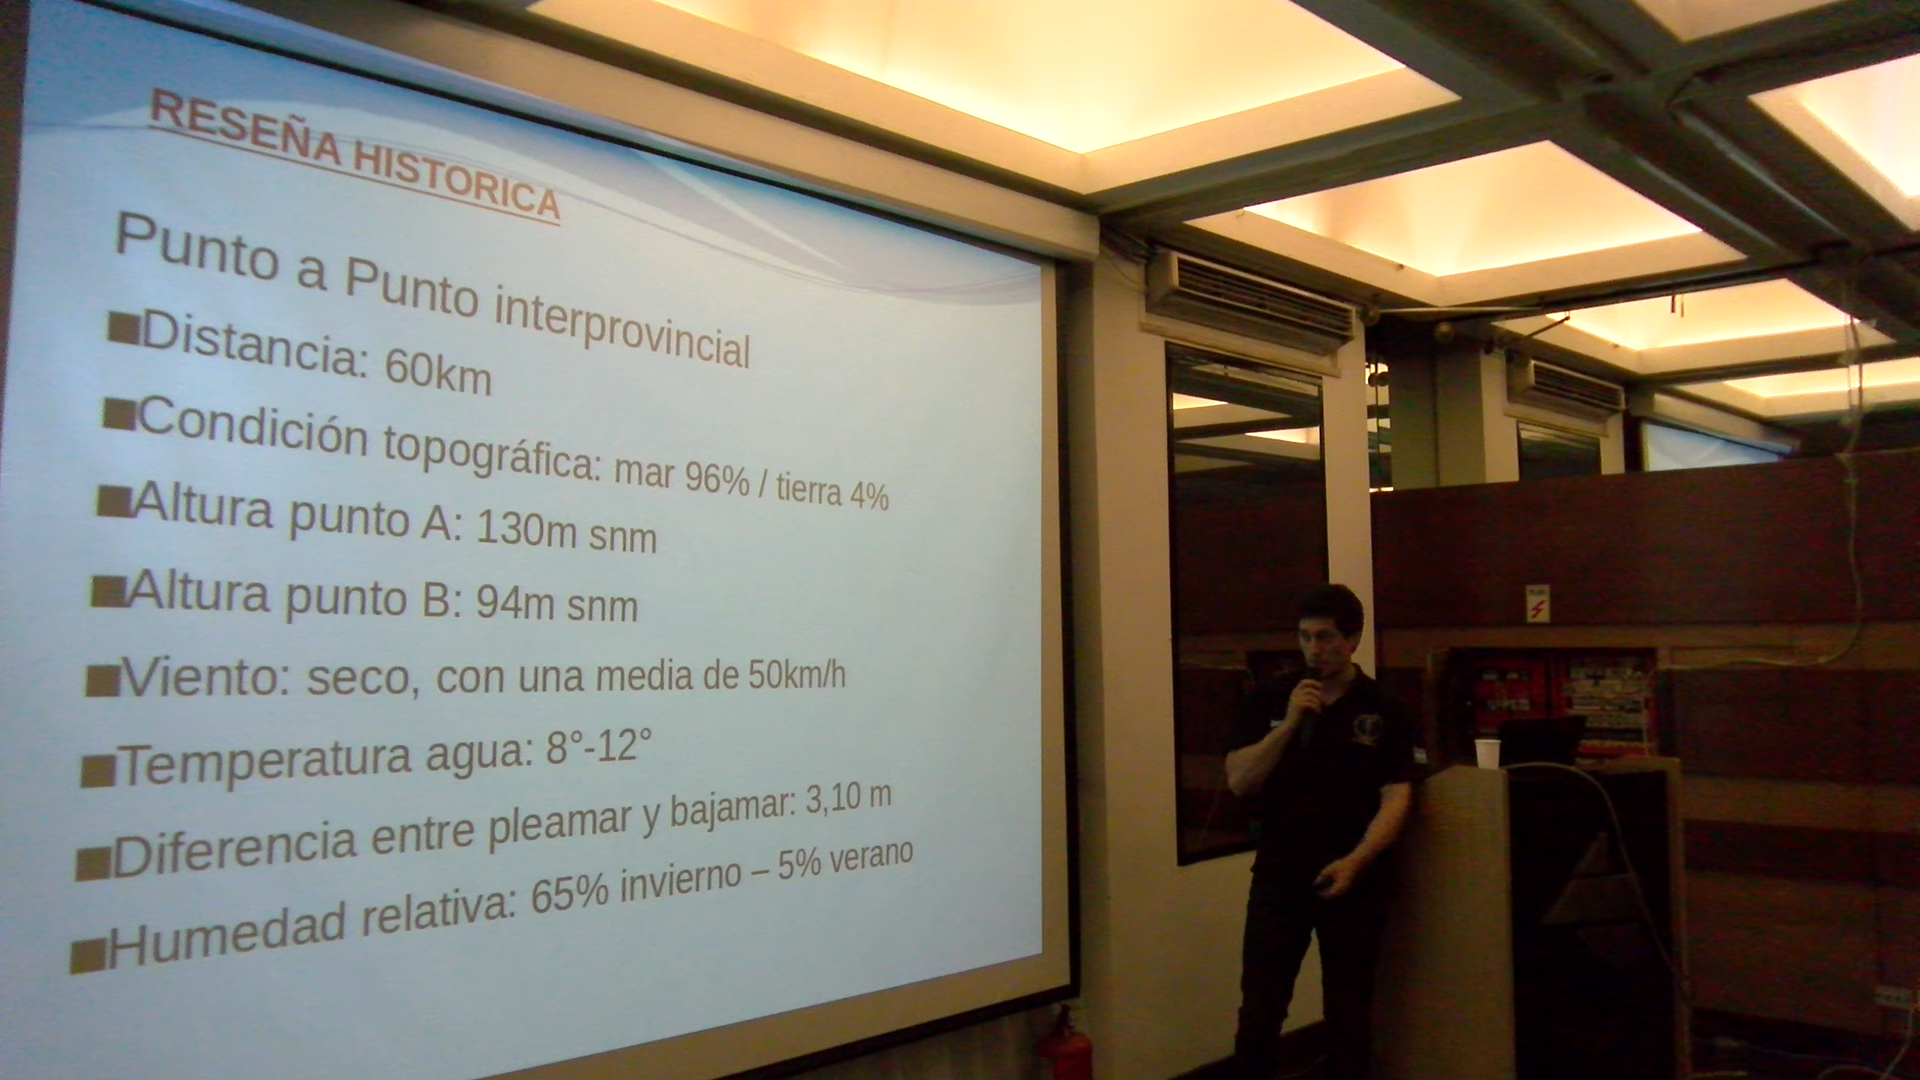 RESEÑA HISTORICA
Punto a Punto interprovincial
■Distancia: 60km
■Condición topográfica: mar 96% / tierra 4%
■Altura punto A: 130m snm
■Altura punto B: 94m snm
■Viento: seco, con una media de 50km/h
■Temperatura agua: 8°-12°
■Diferencia entre pleamar y bajamar: 3,10 m
■Humedad relativa: 65% invierno – 5% verano